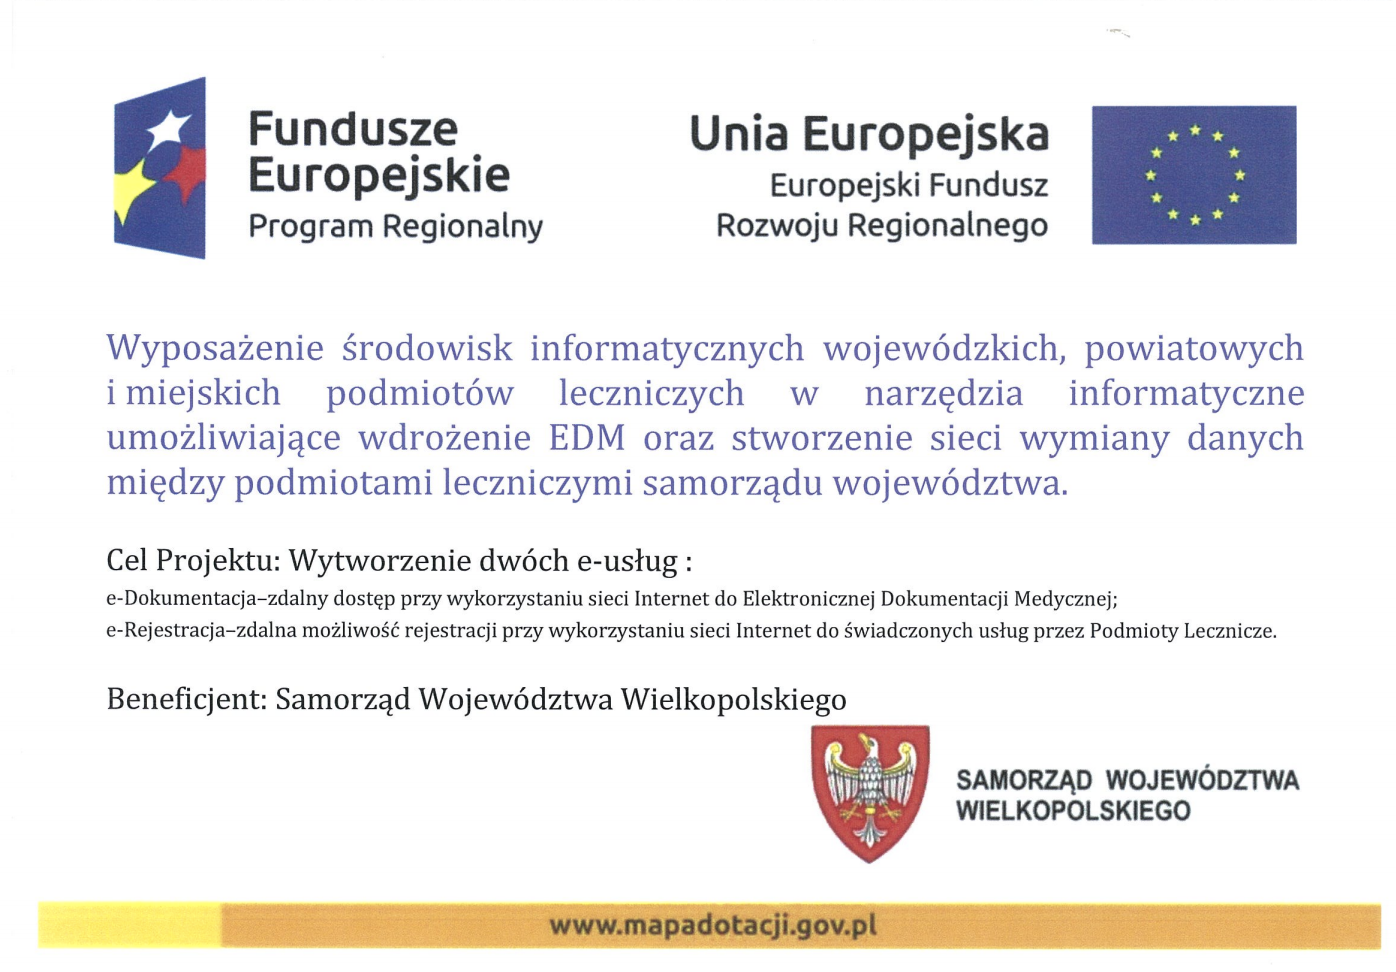 Fundusze
Europejskie
Program Regionalny
Unia Europejska
Europejski Fundusz
Rozwoju Regionalnego
Wyposażenie środowisk informatycznych wojewódzkich, powiatowych
i miejskich podmiotów leczniczych w narzędzia informatyczne
umożliwiające wdrożenie EDM oraz stworzenie sieci wymiany danych
między podmiotami leczniczymi samorządu województwa.
Cel Projektu: Wytworzenie dwóch e-usług :
e-Dokumentacja–zdalny dostęp przy wykorzystaniu sieci Internet do Elektronicznej Dokumentacji Medycznej;
e-Rejestracja–zdalna możliwość rejestracji przy wykorzystaniu sieci Internet do świadczonych usług przez Podmioty Lecznicze.
Beneficjent: Samorząd Województwa Wielkopolskiego
SAMORZĄD WOJEWÓDZTWA
WIELKOPOLSKIEGO
www.mapadotacji.gov.pl